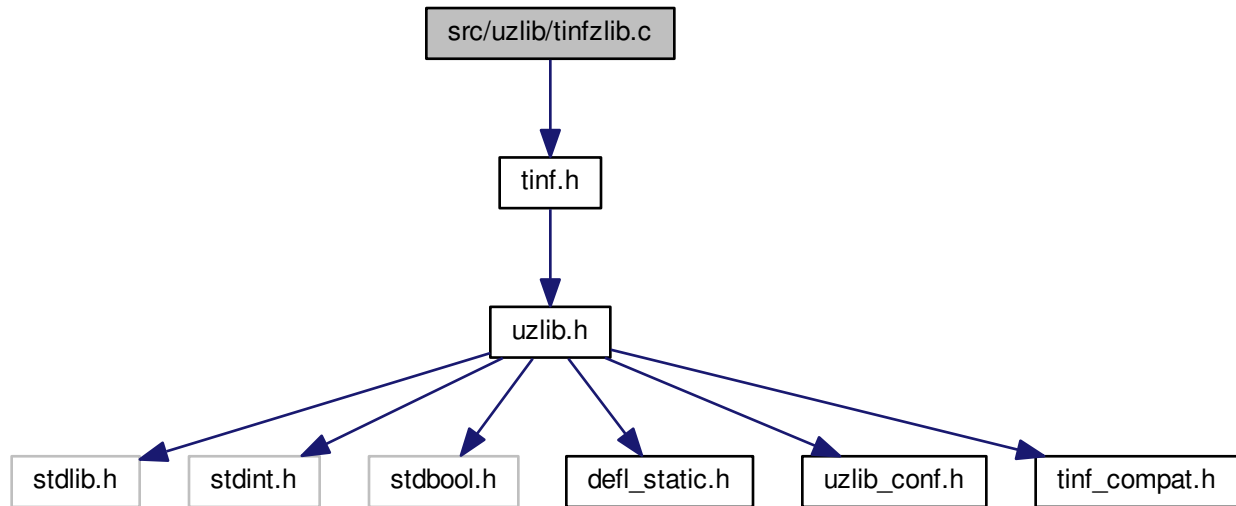 src/uzlib/tinfzlib.c
tinf.h
uzlib.h
stdlib.h
stdint.h
stdbool.h
defl_static.h
uzlib_conf.h
tinf_compat.h